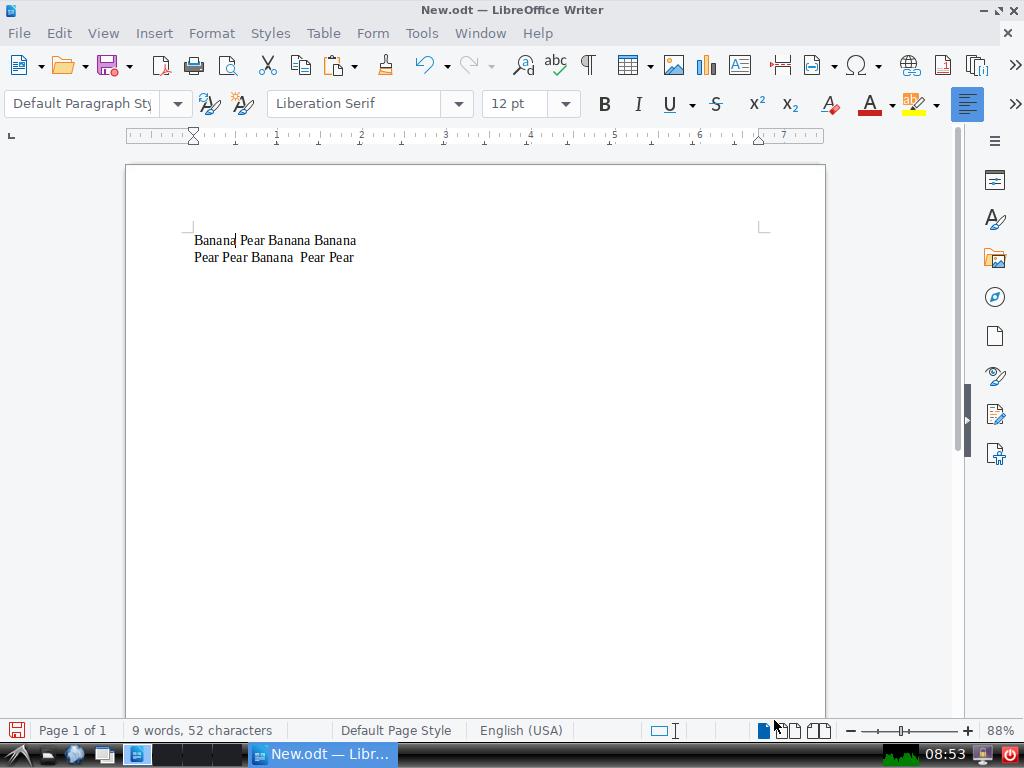 New.odt — LibreOffice Writer
File Edit View Insert Format Styles Table Form Tools Window Help
Default Paragraph Sty Liberation Serif 12 pt
1 2 3 4 5 6 7
Banana Pear Banana Banana
Pear Pear Banana  Pear Pear
Page 1 of 1 9 words, 52 characters Default Page Style English (USA) 88%
New.odt — Libr... 08:53